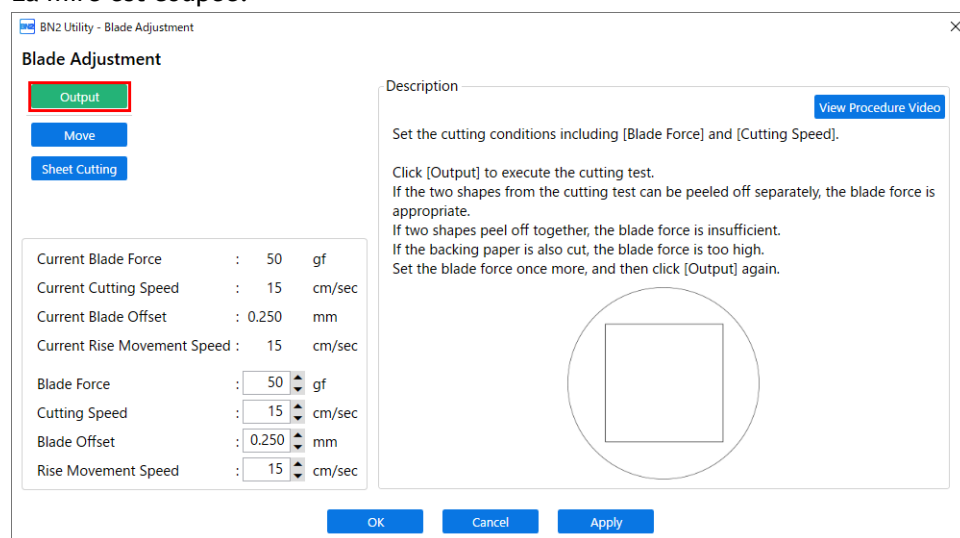 La mire est coupée.
BN2 Utility - Blade Adjustment
Blade Adjustment
Output
Move
Sheet Cutting
Description
View Procedure Video
Set the cutting conditions including [Blade Force] and [Cutting Speed].
Click [Output] to execute the cutting test.
If the two shapes from the cutting test can be peeled off separately, the blade force is
appropriate.
If two shapes peel off together, the blade force is insufficient.
If the backing paper is also cut, the blade force is too high.
Set the blade force once more, and then click [Output] again.
Current Blade Force : 50 gf
Current Cutting Speed : 15 cm/sec
Current Blade Offset : 0.250 mm
Current Rise Movement Speed : 15 cm/sec
Blade Force : 50 gf
Cutting Speed : 15 cm/sec
Blade Offset : 0.250 mm
Rise Movement Speed : 15 cm/sec
OK
Cancel
Apply